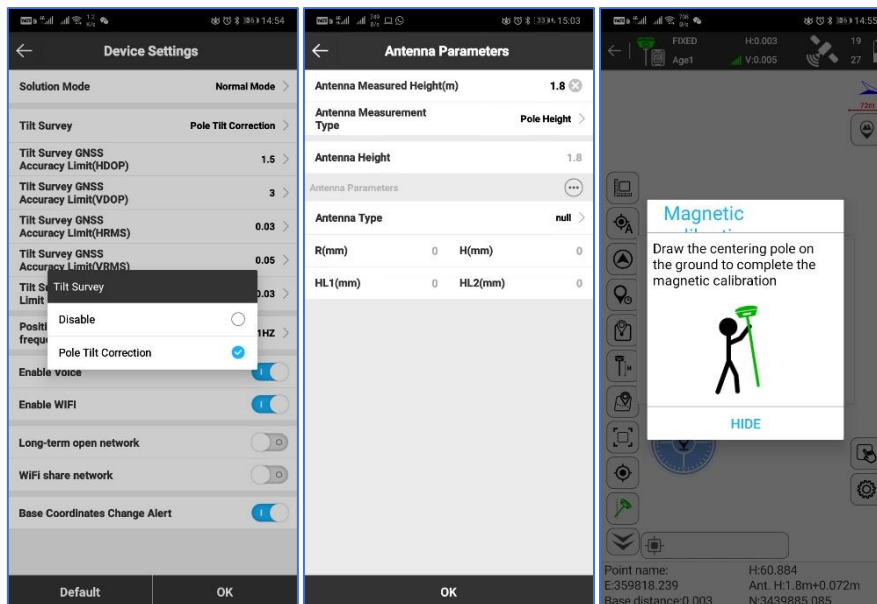 14:54
Device Settings
Solution Mode
Normal Mode
Tilt Survey
Pole Tilt Correction
Tilt Survey GNSS
Accuracy Limit(HDOP)
1.5
Tilt Survey GNSS
Accuracy Limit(VDOP)
3
Tilt Survey GNSS
Accuracy Limit(HRMS)
0.03
Tilt Survey GNSS
Accuracy Limit(VRMS)
0.05
Tilt S
Limit
0.03
Positi
frequ
1HZ
Tilt Survey
Disable
Pole Tilt Correction
Enable Voice
Enable WIFI
Long-term open network
WiFi share network
Base Coordinates Change Alert
Default
OK
15:03
Antenna Parameters
Antenna Measured Height(m)
1.8
Antenna Measurement
Type
Pole Height
Antenna Height
1.8
Antenna Parameters
Antenna Type
null
R(mm)
0
H(mm)
0
HL1(mm)
0
HL2(mm)
0
OK
14:55
FIXED
H:0.003
19
Age1
V:0.005
27
72m
Magnetic
Draw the centering pole on
the ground to complete the
magnetic calibration
HIDE
Point name:
H:60.884
E:359818.239
Ant. H:1.8m+0.072m
Base distance:0.003
N:3439885.085